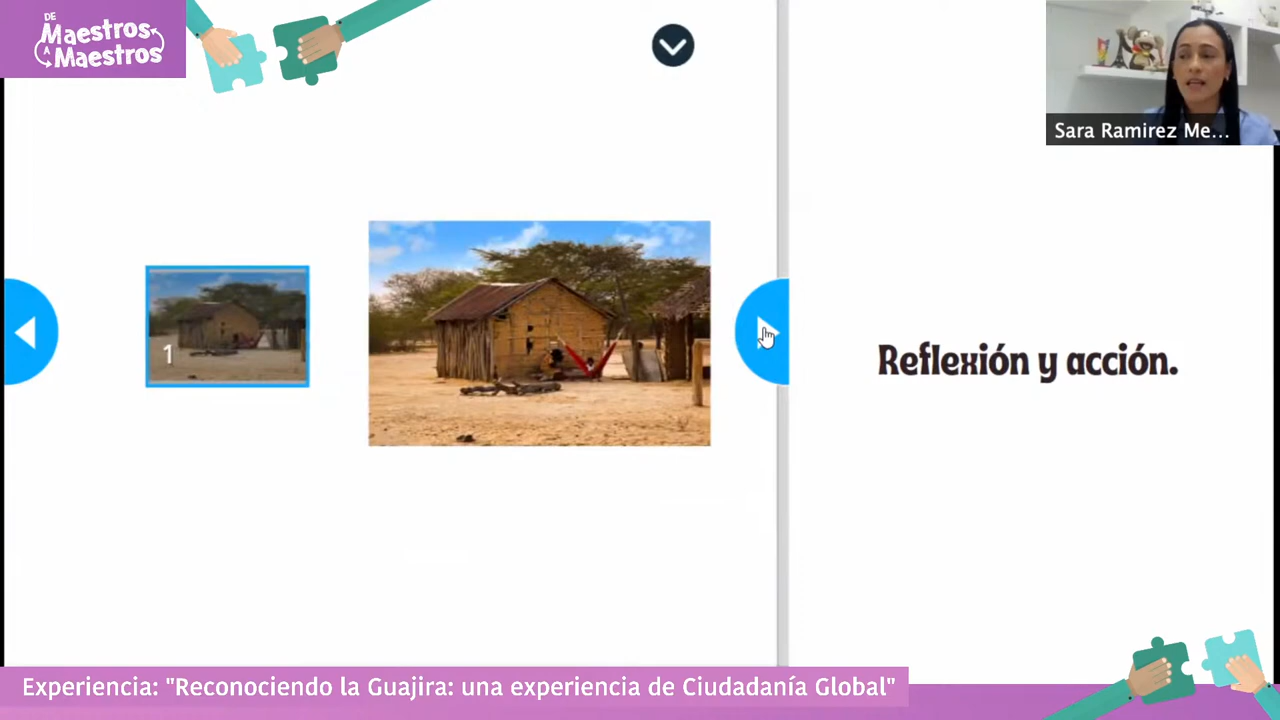 DE
Maestros
A
Maestros
Sara Ramirez Me...
1
Reflexión y acción.
Experiencia: "Reconociendo la Guajira: una experiencia de Ciudadanía Global"